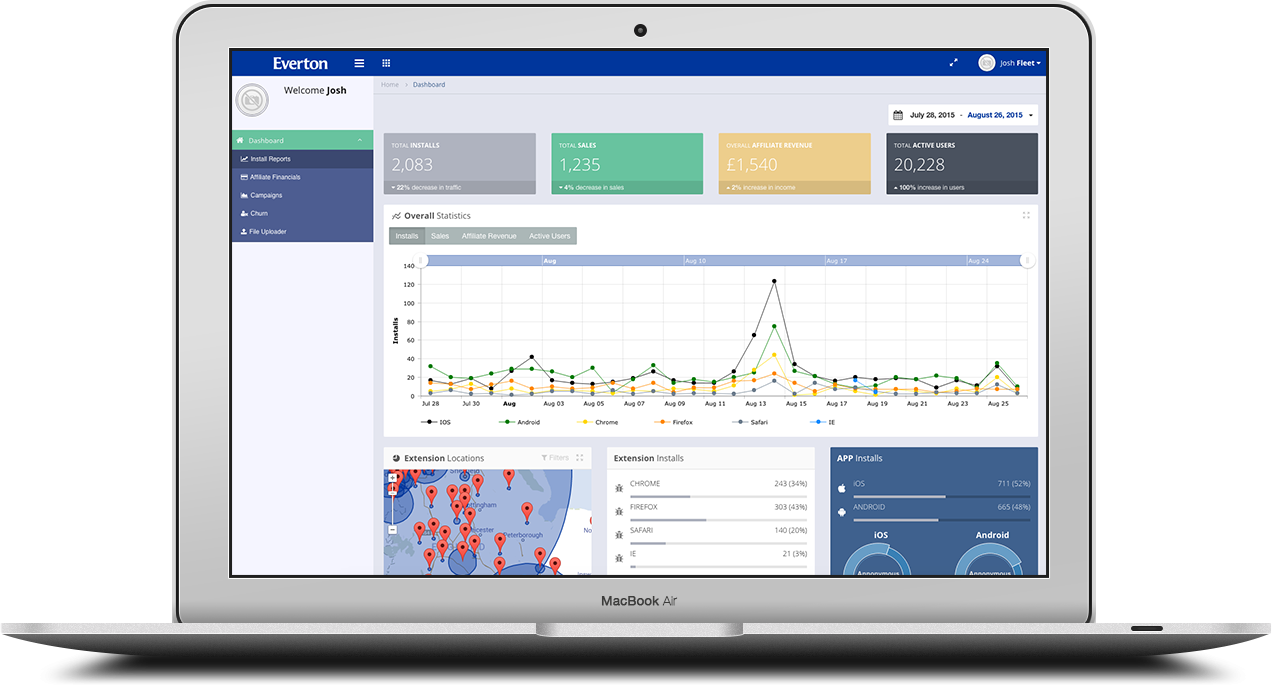 Everton
Josh Fleet
Welcome Josh
Home
Dashboard
July 28, 2015 - August 26, 2015
Dashboard
Install Reports
Affiliate Financials
Campaigns
Churn
File Uploader
TOTAL INSTALLS
2,083
22% decrease in traffic
TOTAL SALES
1,235
4% decrease in sales
OVERALL AFFILIATE REVENUE
£1,540
2% increase in income
TOTAL ACTIVE USERS
20,228
100% increase in users
Overall Statistics
Installs Sales Affiliate Revenue Active Users
Aug Aug 10 Aug 17 Aug 24
140
120
100
80
60
40
20
0
Installs
Jul 28 Jul 30 Aug Aug 03 Aug 05 Aug 07 Aug 09 Aug 11 Aug 13 Aug 15 Aug 17 Aug 19 Aug 21 Aug 23 Aug 25
IOS Android Chrome Firefox Safari IE
Extension Locations
Filters
Peterborough
No
Extension Installs
CHROME 243 (34%)
FIREFOX 303 (43%)
SAFARI 140 (20%)
IE 21 (3%)
APP Installs
iOS 711 (52%)
ANDROID 665 (48%)
iOS Android
MacBook Air